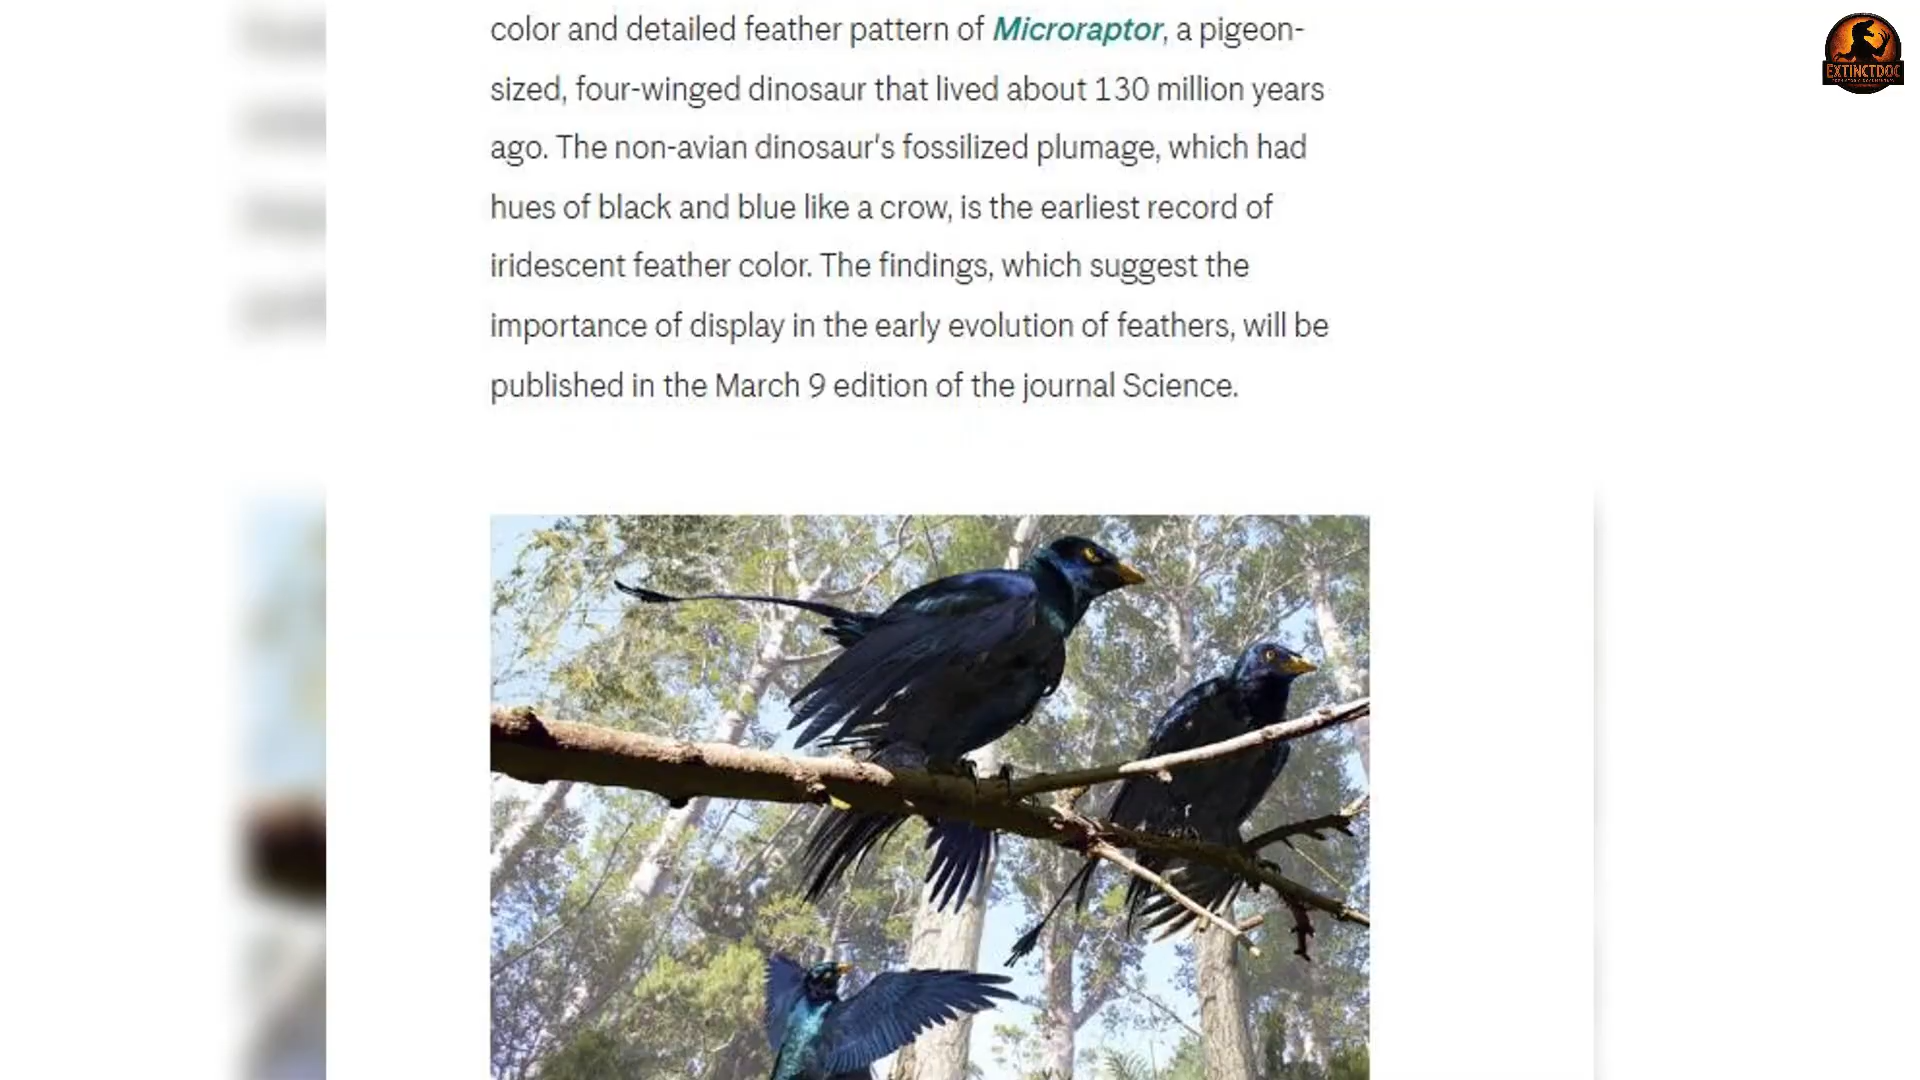 color and detailed feather pattern of Microraptor, a pigeon-
sized, four-winged dinosaur that lived about 130 million years
ago. The non-avian dinosaur's fossilized plumage, which had
hues of black and blue like a crow, is the earliest record of
iridescent feather color. The findings, which suggest the
importance of display in the early evolution of feathers, will be
published in the March 9 edition of the journal Science.
EXTINCTDOC